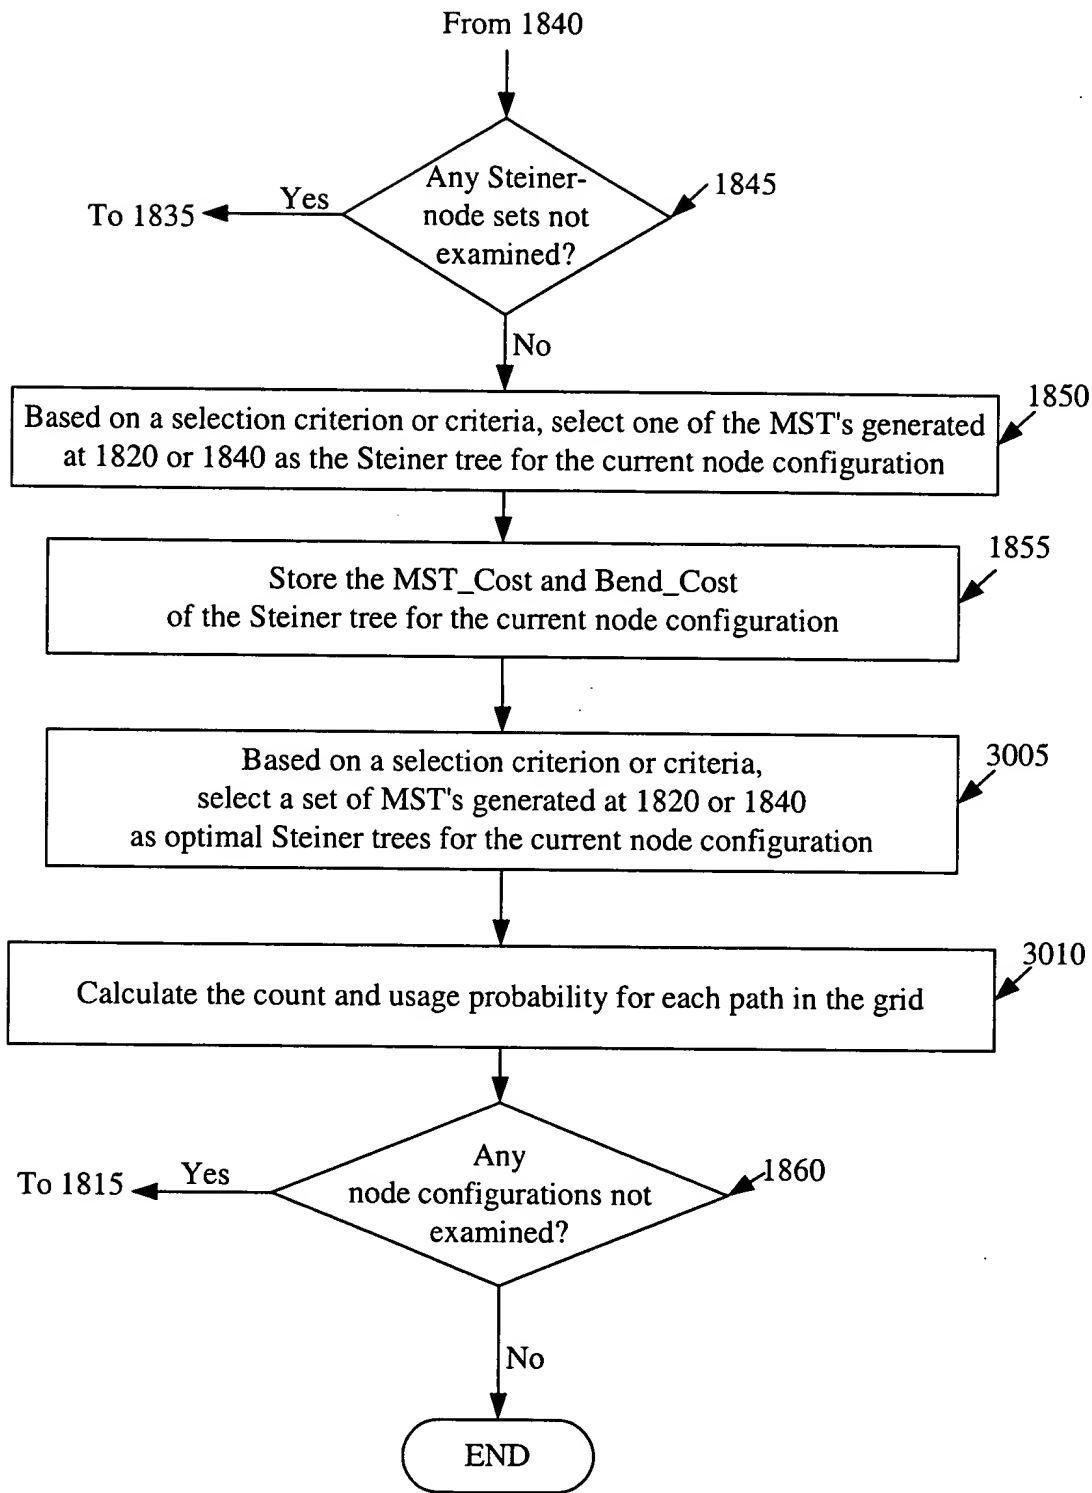 From 1840
Any Steiner-
node sets not
examined?
1845
Yes
To 1835
No
1850
Based on a selection criterion or criteria, select one of the MST's generated
at 1820 or 1840 as the Steiner tree for the current node configuration
1855
Store the MST_Cost and Bend_Cost
of the Steiner tree for the current node configuration
3005
Based on a selection criterion or criteria,
select a set of MST's generated at 1820 or 1840
as optimal Steiner trees for the current node configuration
3010
Calculate the count and usage probability for each path in the grid
Any
node configurations not
examined?
1860
Yes
To 1815
No
END